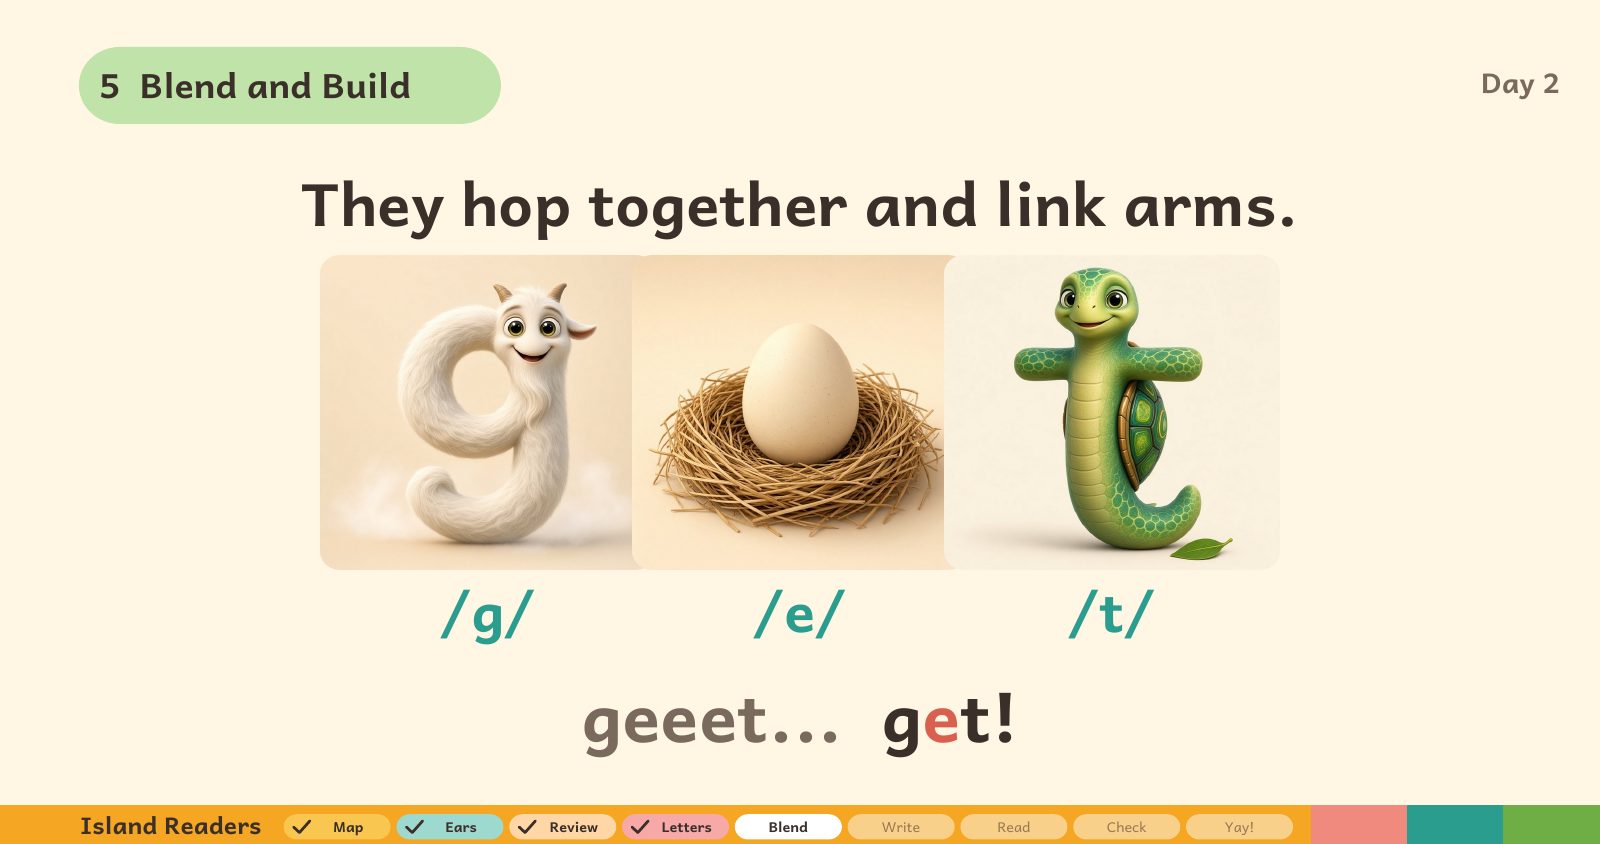 5 Blend and Build
Day 2
They hop together and link arms.
/g/ /e/ /t/
geeet... get!
Island Readers Map Ears Review Letters Blend Write Read Check Yay!